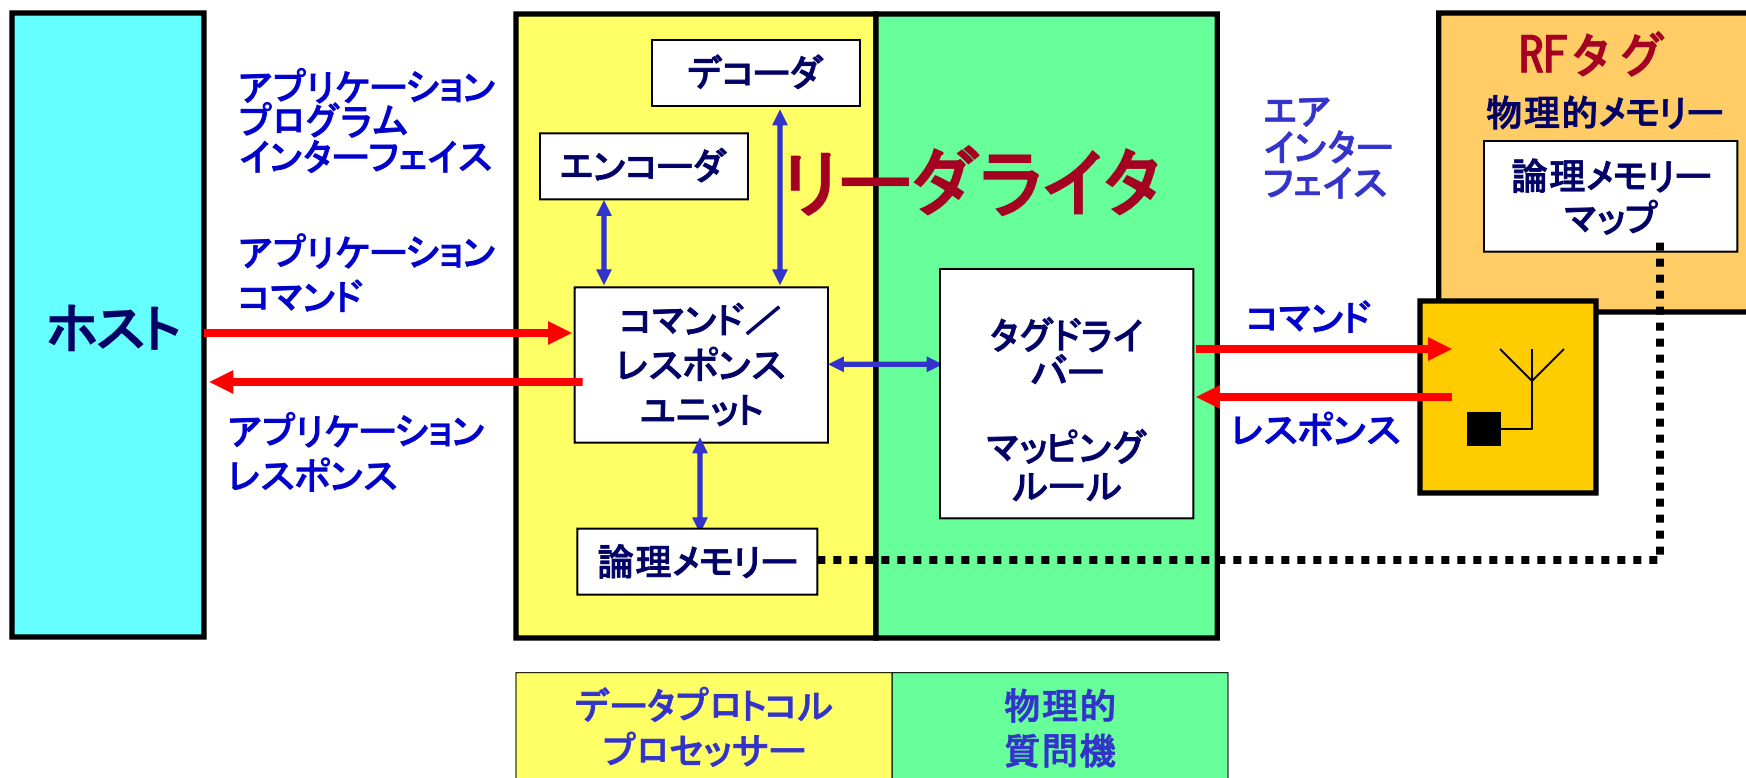 ホスト
アプリケーション
プログラム
インターフェイス
アプリケーション
コマンド
アプリケーション
レスポンス
デコーダ
エンコーダ
リーダライタ
コマンド／
レスポンス
ユニット
論理メモリー
タグドライ
バー
マッピング
ルール
エア
インター
フェイス
コマンド
レスポンス
RFタグ
物理的メモリー
論理メモリー
マップ
データプロトコル
プロセッサー
物理的
質問機